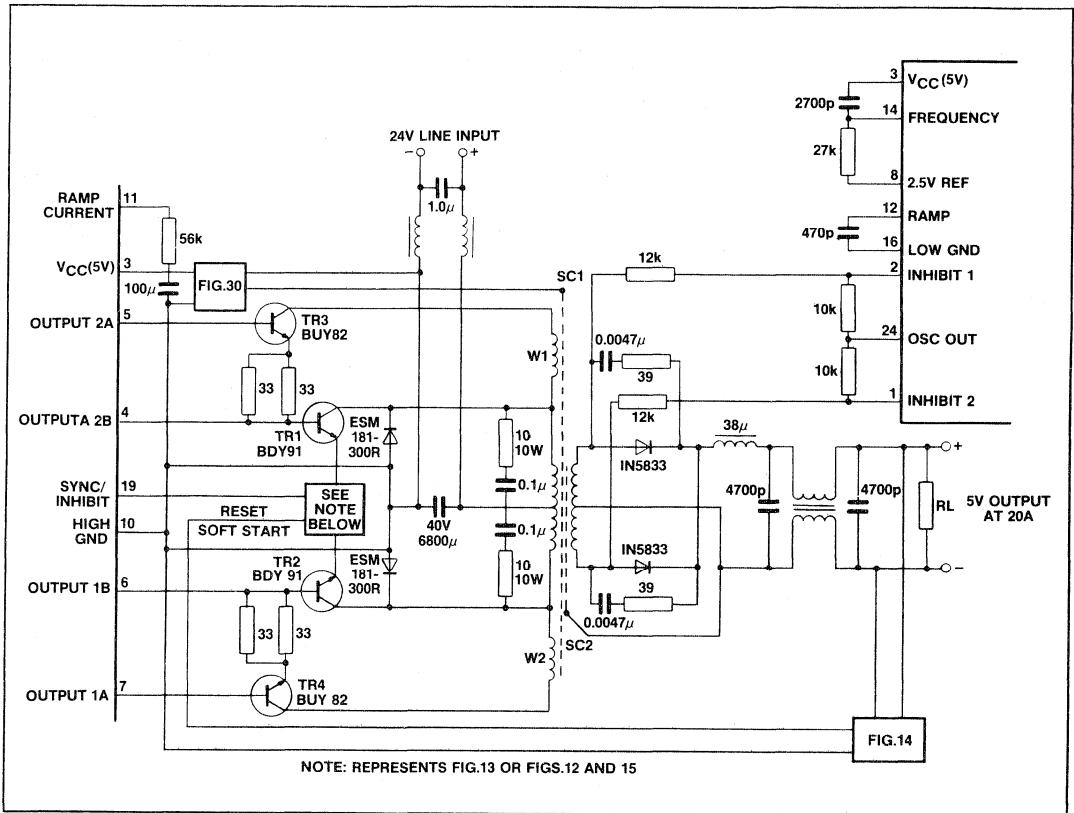 24V LINE INPUT
− +
1.0µ
RAMP
CURRENT
11
56k
VCC(5V)
3
100µ
FIG.30
OUTPUT 2A
5
TR3
BUY82
33
33
OUTPUTA 2B
4
TR1
BDY91
ESM
181-
300R
SYNC/
INHIBIT
19
SEE
NOTE
BELOW
RESET
SOFT START
HIGH
GND
10
40V
6800µ
TR2
BDY 91
ESM
181-
300R
OUTPUT 1B
6
33
33
OUTPUT 1A
7
TR4
BUY 82
W1
10
10W
0.1µ
0.1µ
10
10W
W2
SC1
SC2
12k
0.0047µ
39
12k
IN5833
38µ
4700p
4700p
RL
+
5V OUTPUT
AT 20A
−
IN5833
39
0.0047µ
3
VCC(5V)
2700p
14
FREQUENCY
27k
8
2.5V REF
12
RAMP
470p
16
LOW GND
2
INHIBIT 1
10k
24
OSC OUT
10k
1
INHIBIT 2
FIG.14
NOTE: REPRESENTS FIG.13 OR FIGS.12 AND 15